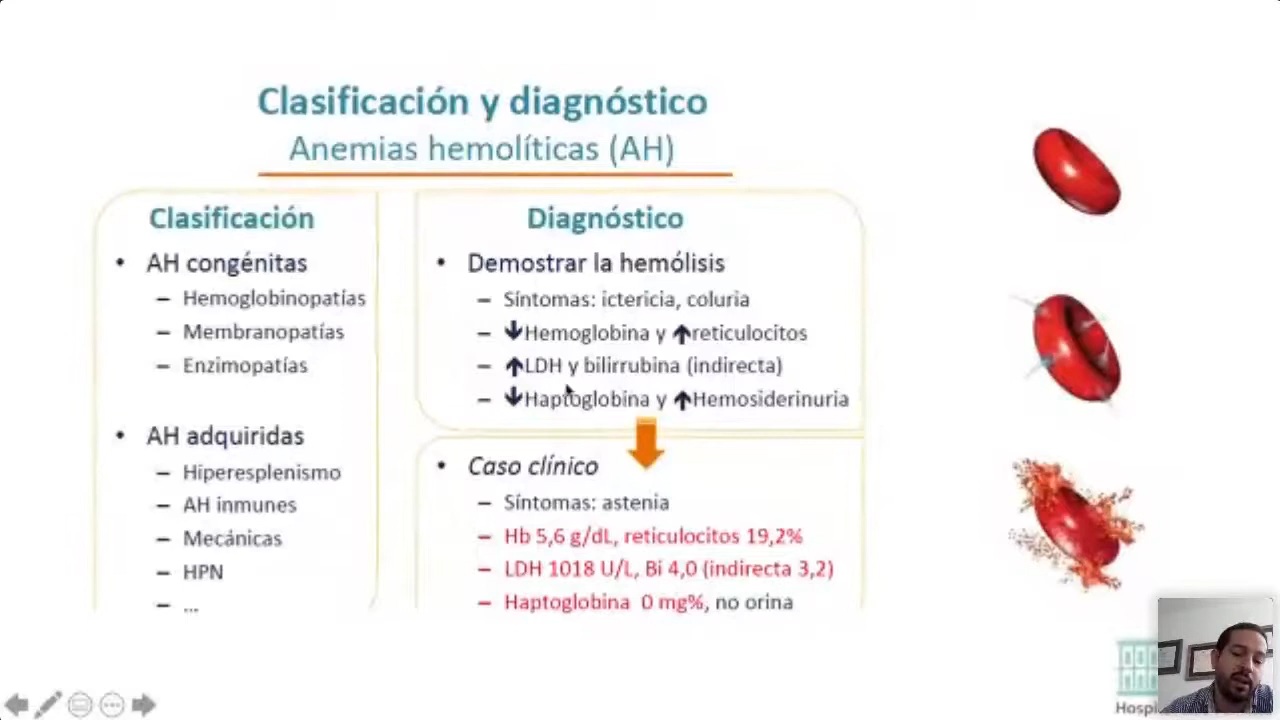 Clasificación y diagnóstico
Anemias hemolíticas (AH)
Clasificación
• AH congénitas
– Hemoglobinopatías
– Membranopatías
– Enzimopatías
• AH adquiridas
– Hiperesplenismo
– AH inmunes
– Mecánicas
– HPN
– ...
Diagnóstico
• Demostrar la hemólisis
– Síntomas: ictericia, coluria
– ↓Hemoglobina y ↑reticulocitos
– ↑LDH y bilirrubina (indirecta)
– ↓Haptoglobina y ↑Hemosiderinuria
• Caso clínico
– Síntomas: astenia
– Hb 5,6 g/dL, reticulocitos 19,2%
– LDH 1018 U/L, Bi 4,0 (indirecta 3,2)
– Haptoglobina 0 mg%, no orina